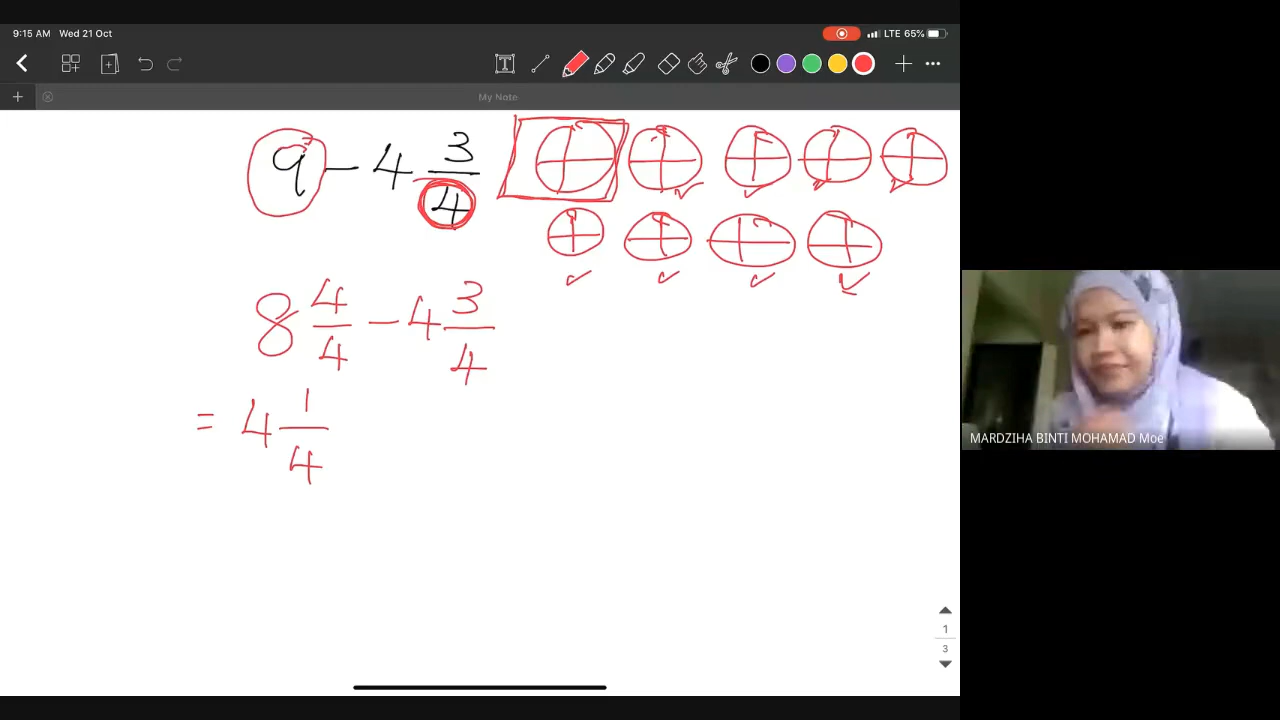 9:15 AM Wed 21 Oct
LTE 65%
T
My Note
9 - 4 3/4
8 4/4 - 4 3/4
= 4 1/4
MARDZIHA BINTI MOHAMAD Moe
1
3